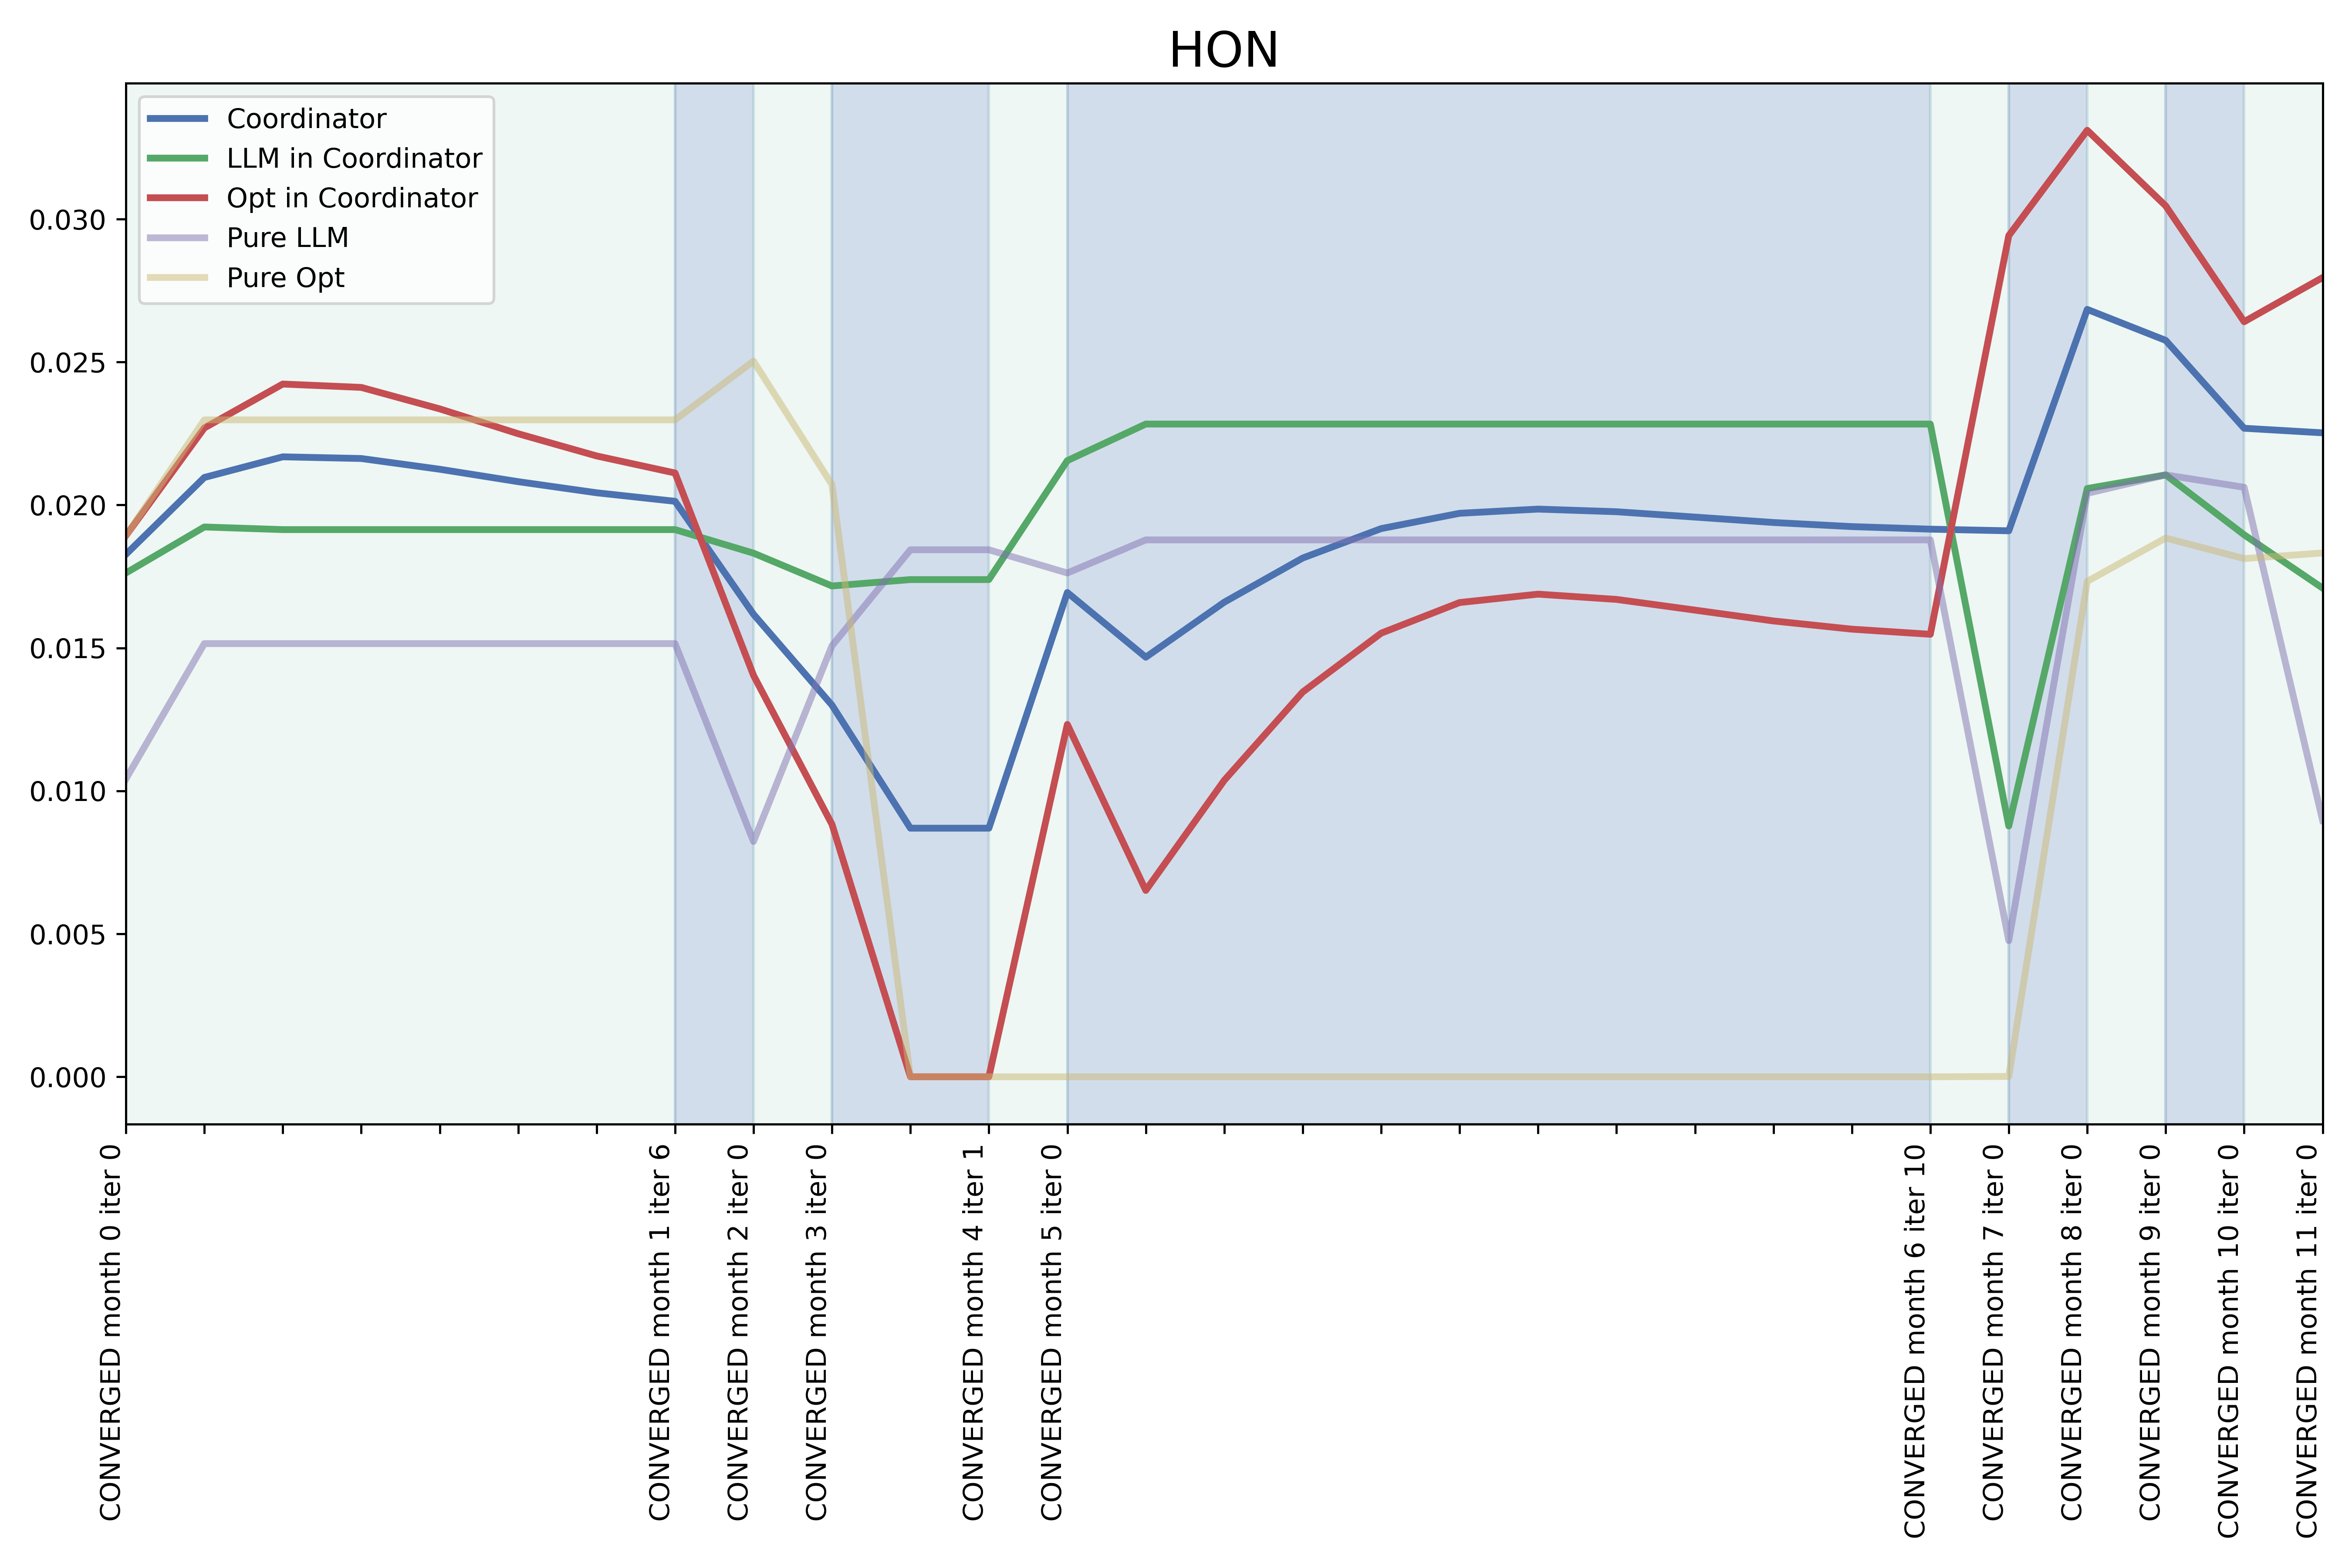 HON
Coordinator
LLM in Coordinator
Opt in Coordinator
Pure LLM
Pure Opt
0.030
0.025
0.020
0.015
0.010
0.005
0.000
CONVERGED month 0 iter 0
CONVERGED month 1 iter 6
CONVERGED month 2 iter 0
CONVERGED month 3 iter 0
CONVERGED month 4 iter 1
CONVERGED month 5 iter 0
CONVERGED month 6 iter 10
CONVERGED month 7 iter 0
CONVERGED month 8 iter 0
CONVERGED month 9 iter 0
CONVERGED month 10 iter 0
CONVERGED month 11 iter 0